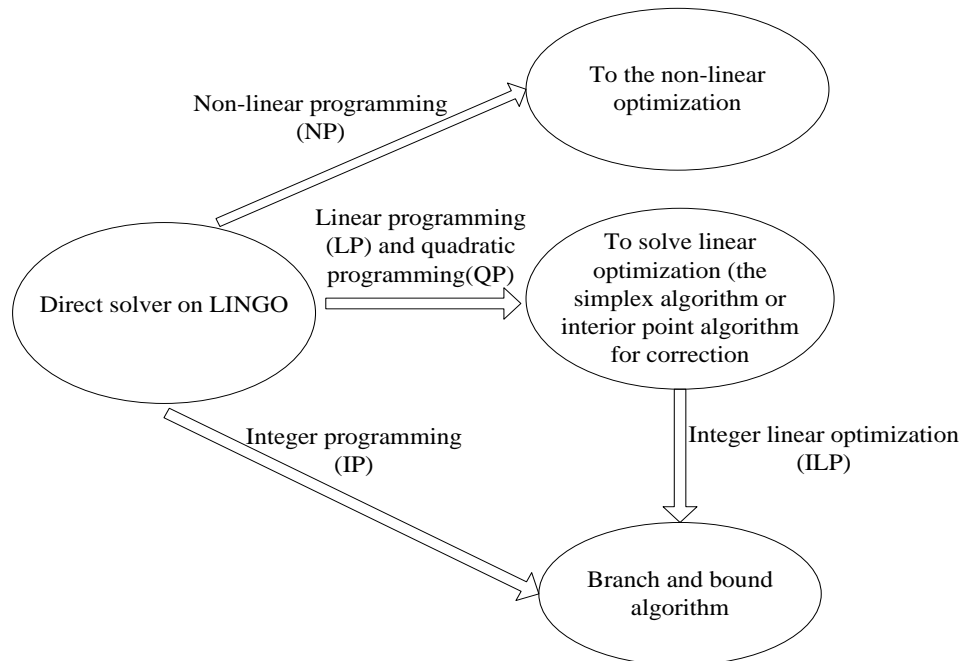 To the non-linear
optimization
Non-linear programming
(NP)
Linear programming
(LP) and quadratic
programming(QP)
To solve linear
optimization (the
simplex algorithm or
interior point algorithm
for correction
Direct solver on LINGO
Integer programming
(IP)
Integer linear optimization
(ILP)
Branch and bound
algorithm